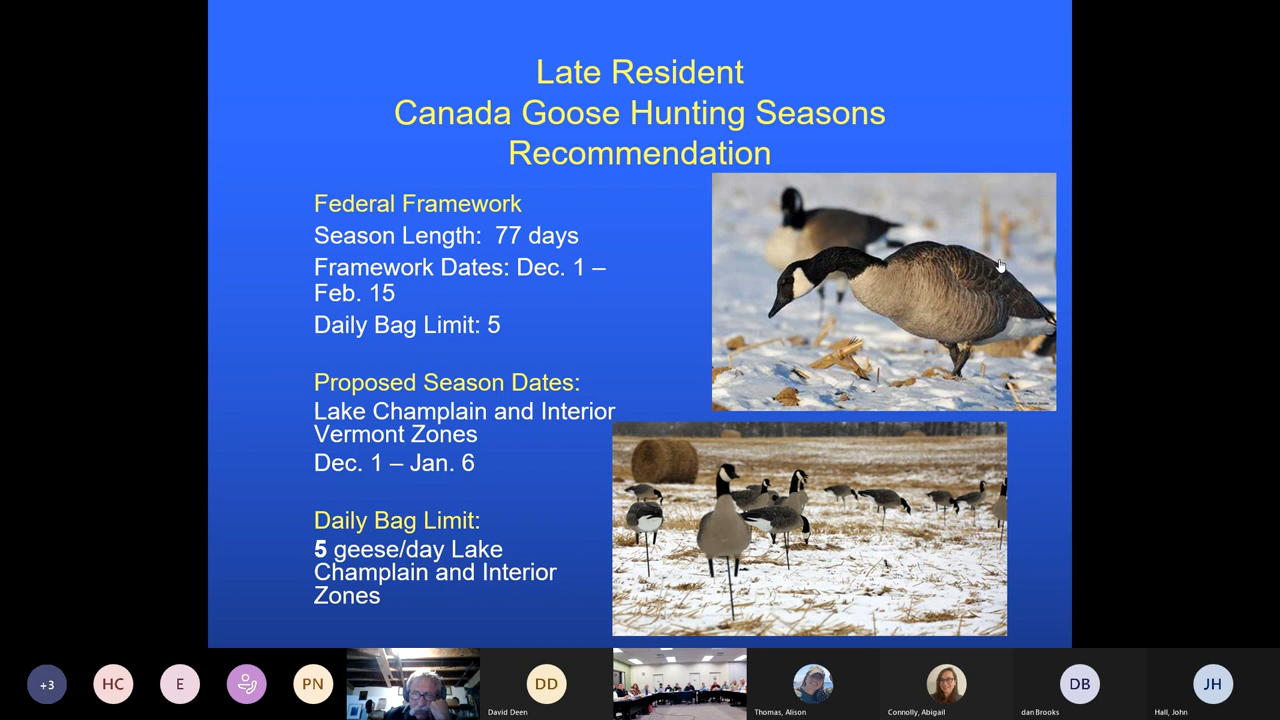 Late Resident
Canada Goose Hunting Seasons
Recommendation
Federal Framework
Season Length:  77 days
Framework Dates: Dec. 1 –
Feb. 15
Daily Bag Limit: 5
Proposed Season Dates:
Lake Champlain and Interior
Vermont Zones
Dec. 1 – Jan. 6
Daily Bag Limit:
5 geese/day Lake
Champlain and Interior
Zones
+3
HC
E
PN
DD
David Deen
Thomas, Alison
Connolly, Abigail
DB
dan Brooks
JH
Hall, John